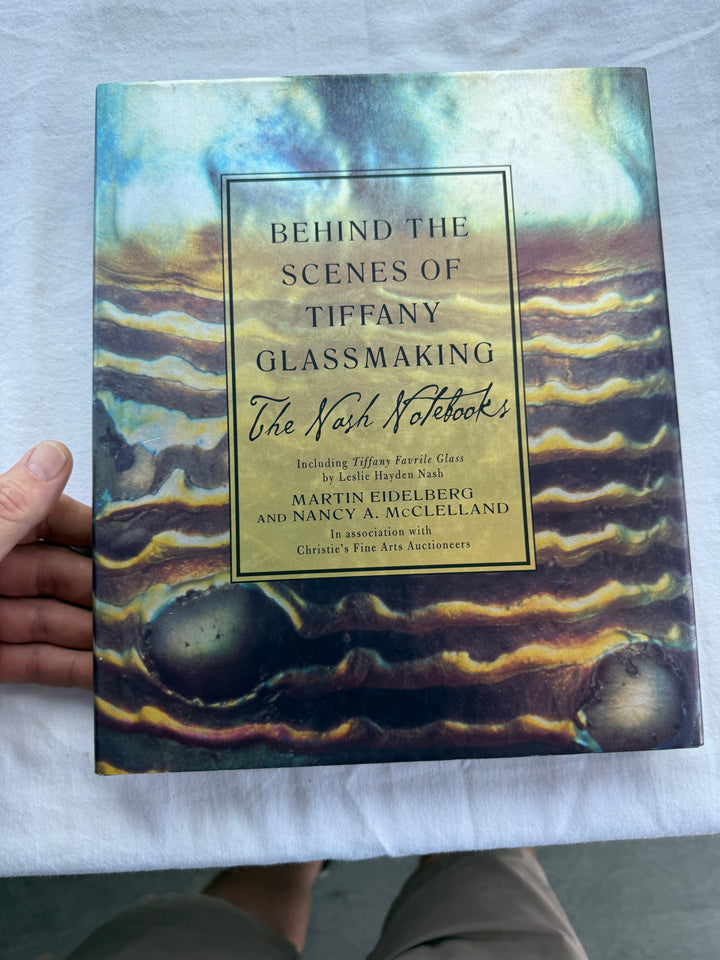 BEHIND THE
SCENES OF
TIFFANY
GLASSMAKING
The Nash Notebooks
Including Tiffany Favrile Glass
by Leslie Hayden Nash
MARTIN EIDELBERG
AND NANCY A. McCLELLAND
In association with
Christie's Fine Arts Auctioneers